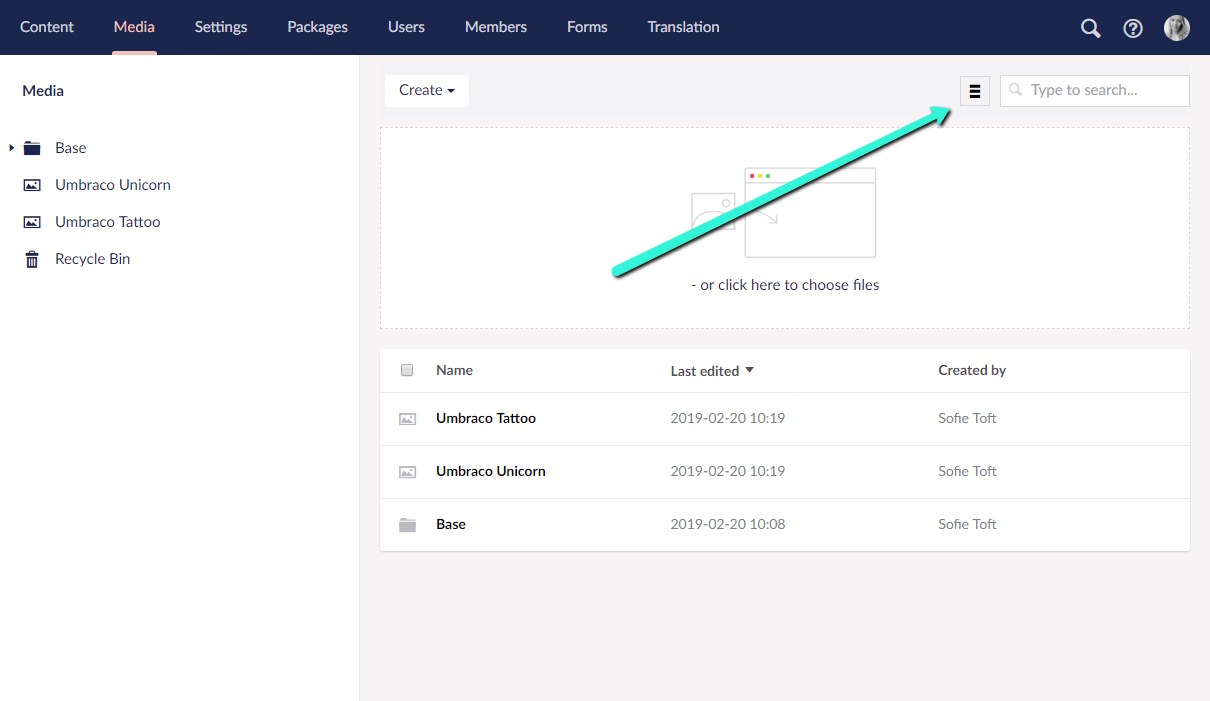 Content Media Settings Packages Users Members Forms Translation
Media
Base
Umbraco Unicorn
Umbraco Tattoo
Recycle Bin
Create
Type to search...
- or click here to choose files
Name Last edited Created by
Umbraco Tattoo 2019-02-20 10:19 Sofie Toft
Umbraco Unicorn 2019-02-20 10:19 Sofie Toft
Base 2019-02-20 10:08 Sofie Toft